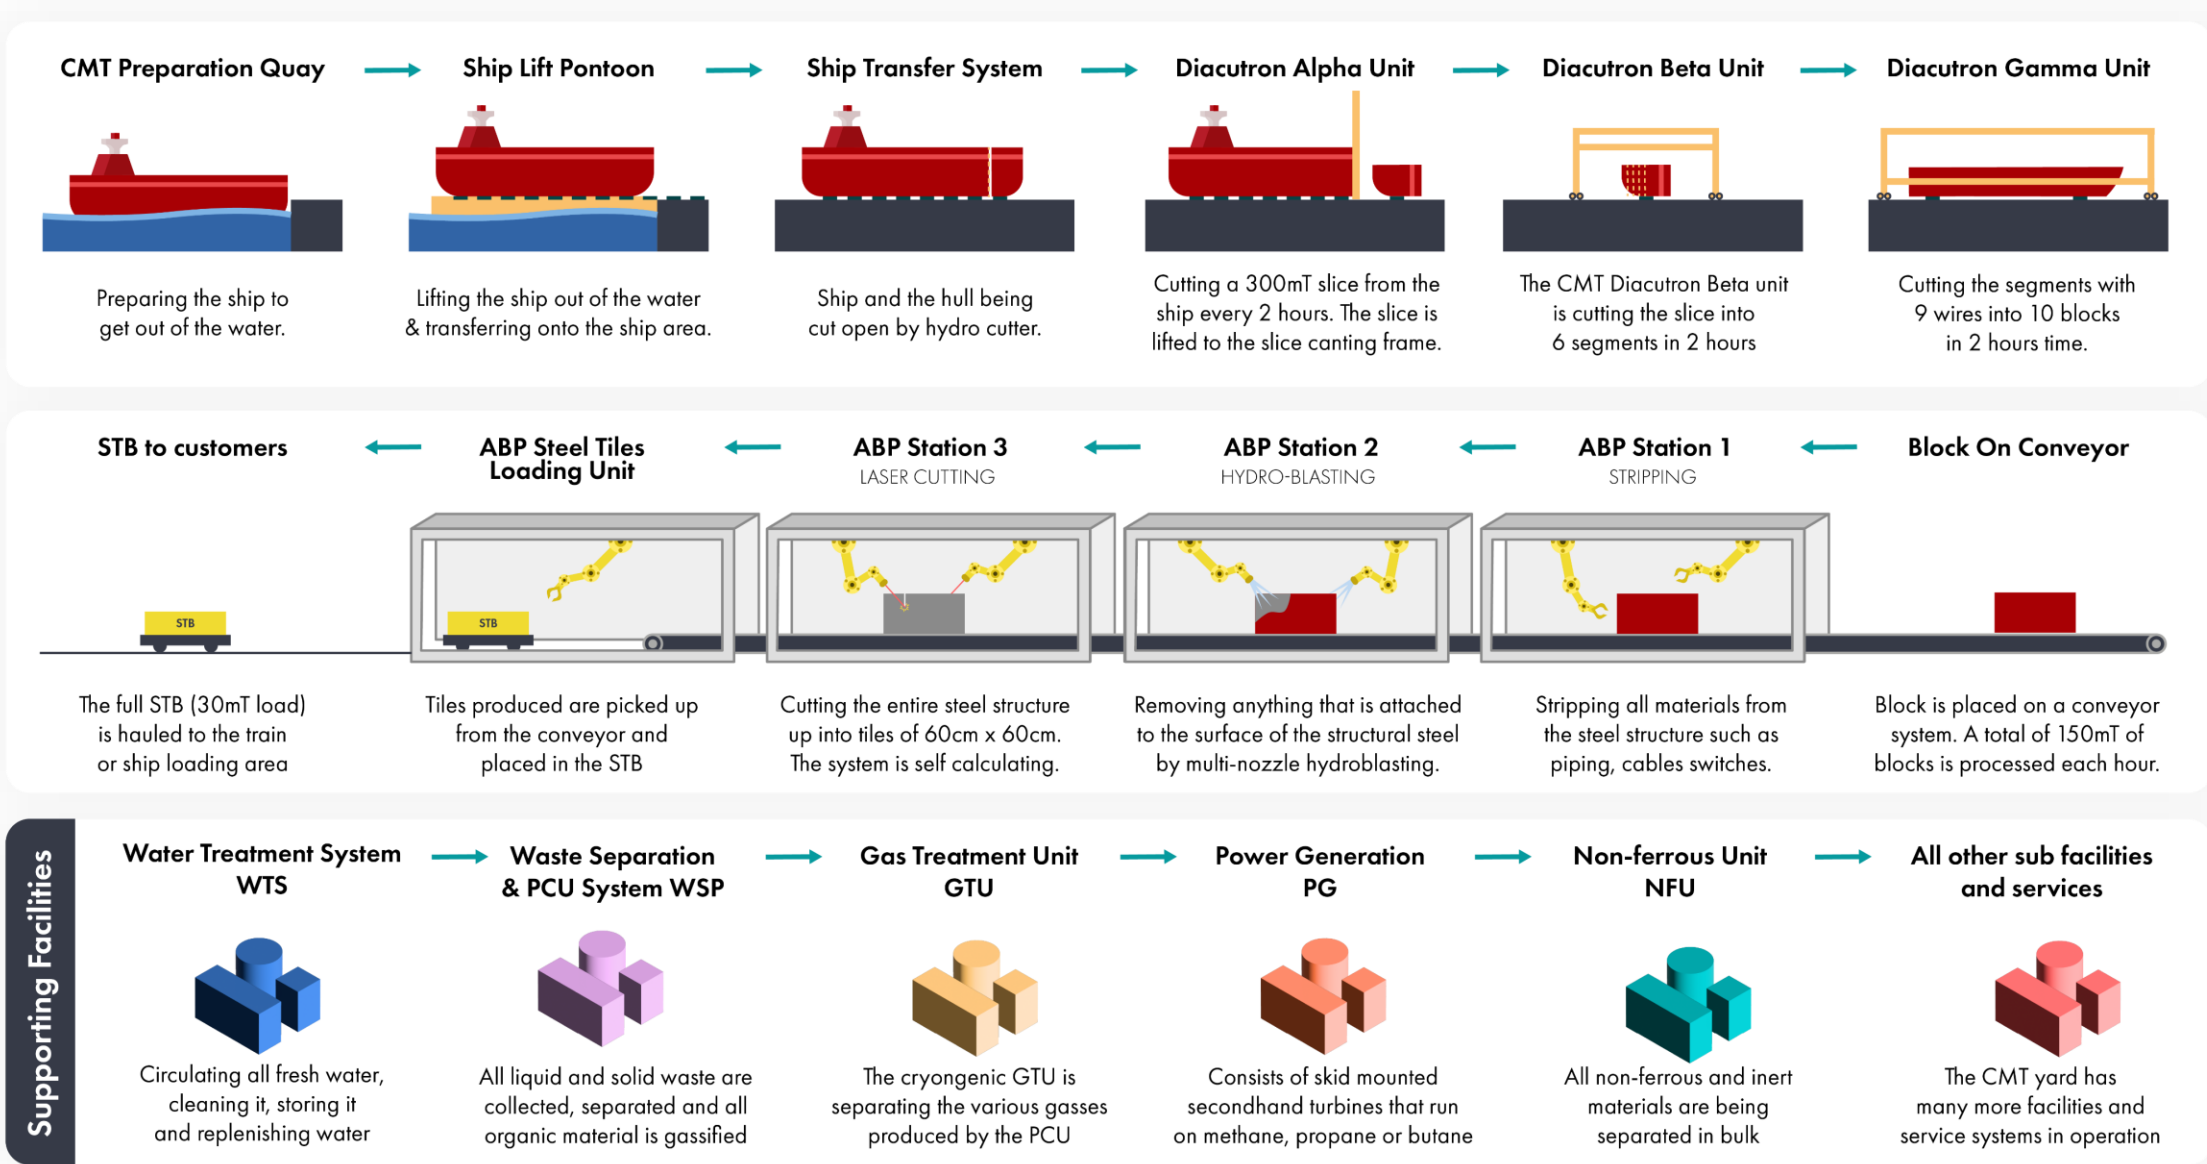 CMT Preparation Quay
Preparing the ship to
get out of the water.
Ship Lift Pontoon
Lifting the ship out of the water
& transferring onto the ship area.
Ship Transfer System
Ship and the hull being
cut open by hydro cutter.
Diacutron Alpha Unit
Cutting a 300mT slice from the
ship every 2 hours. The slice is
lifted to the slice canting frame.
Diacutron Beta Unit
The CMT Diacutron Beta unit
is cutting the slice into
6 segments in 2 hours
Diacutron Gamma Unit
Cutting the segments with
9 wires into 10 blocks
in 2 hours time.
STB to customers
STB
The full STB (30mT load)
is hauled to the train
or ship loading area
ABP Steel Tiles
Loading Unit
STB
Tiles produced are picked up
from the conveyor and
placed in the STB
ABP Station 3
LASER CUTTING
Cutting the entire steel structure
up into tiles of 60cm x 60cm.
The system is self calculating.
ABP Station 2
HYDRO-BLASTING
Removing anything that is attached
to the surface of the structural steel
by multi-nozzle hydroblasting.
ABP Station 1
STRIPPING
Stripping all materials from
the steel structure such as
piping, cables switches.
Block On Conveyor
Block is placed on a conveyor
system. A total of 150mT of
blocks is processed each hour.
Supporting Facilities
Water Treatment System
WTS
Circulating all fresh water,
cleaning it, storing it
and replenishing water
Waste Separation
& PCU System WSP
All liquid and solid waste are
collected, separated and all
organic material is gassified
Gas Treatment Unit
GTU
The cryongenic GTU is
separating the various gasses
produced by the PCU
Power Generation
PG
Consists of skid mounted
secondhand turbines that run
on methane, propane or butane
Non-ferrous Unit
NFU
All non-ferrous and inert
materials are being
separated in bulk
All other sub facilities
and services
The CMT yard has
many more facilities and
service systems in operation